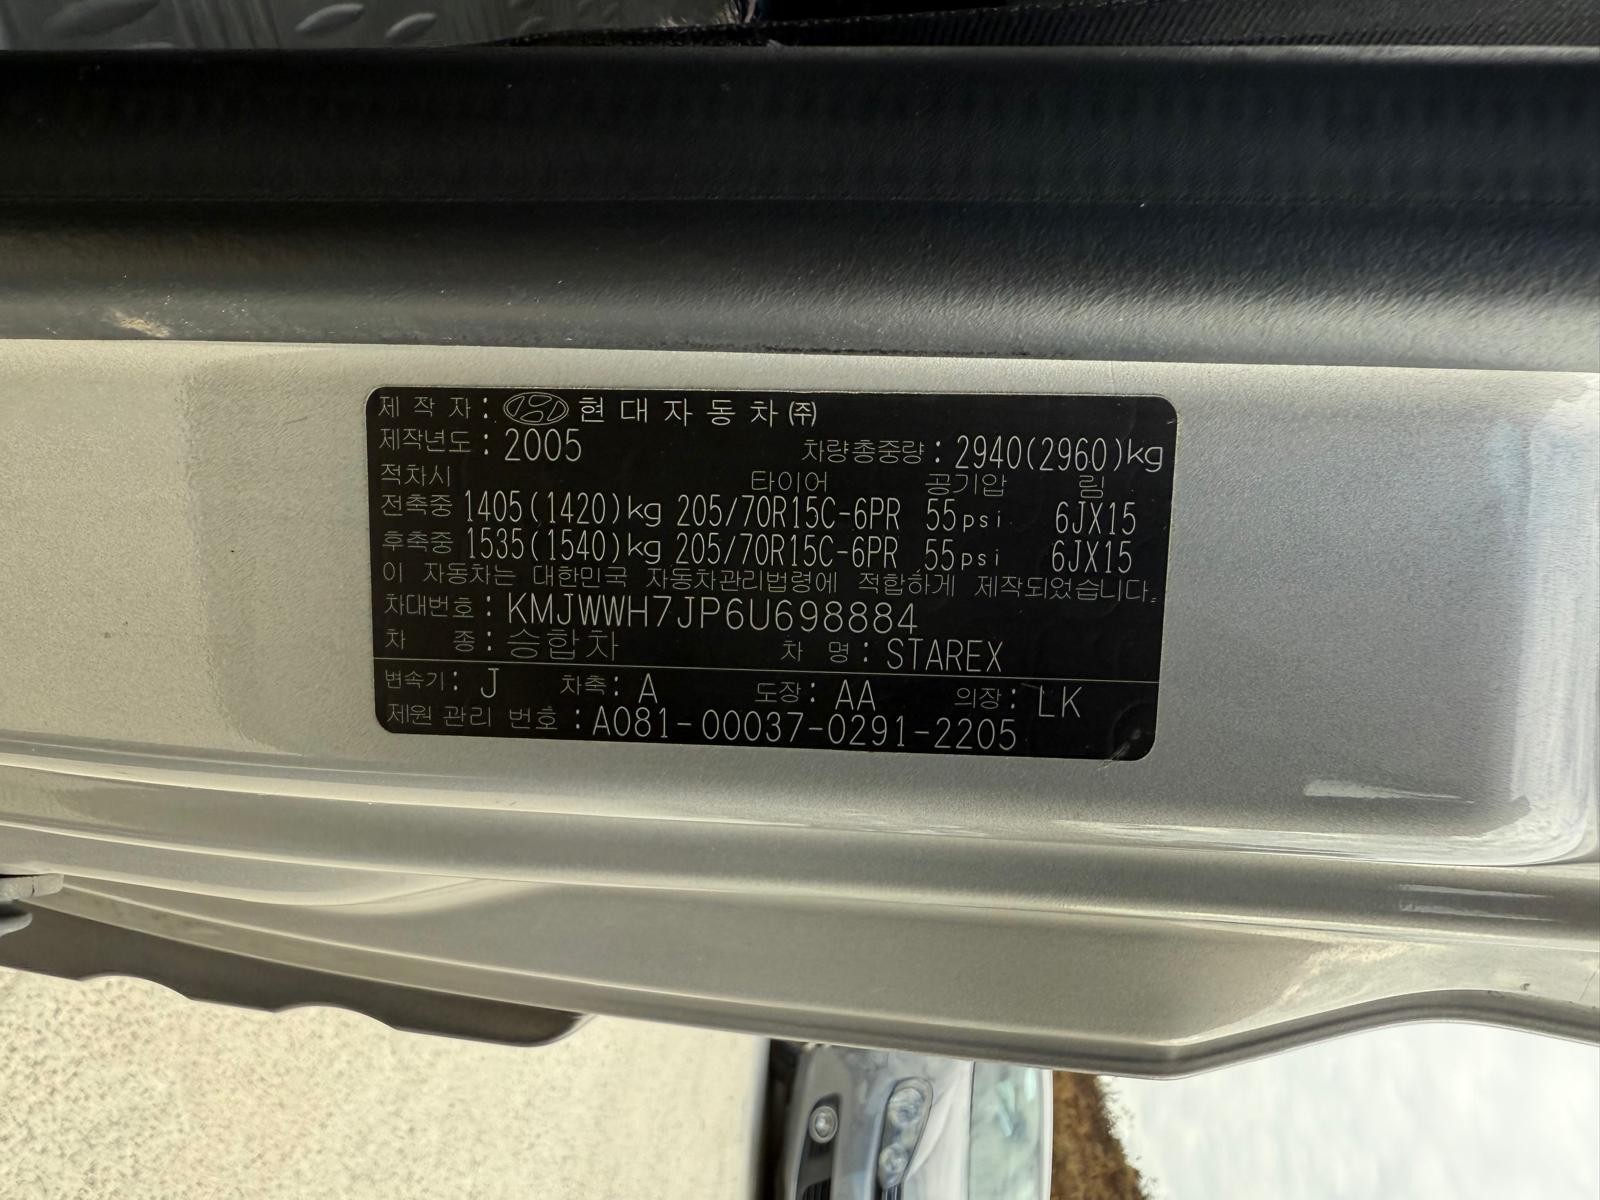 제 작 자 : 현대자동차㈜
제작년도 : 2005 차량총중량 : 2940(2960)kg
적차시 타이어 공기압 림
전축중 1405(1420)kg 205/70R15C-6PR 55psi 6JX15
후축중 1535(1540)kg 205/70R15C-6PR 55psi 6JX15
이 자동차는 대한민국 자동차관리법령에 적합하게 제작되었습니다.
차대번호 : KMJWWH7JP6U698884
차 종 : 승합차 차 명 : STAREX
변속기 : J 차축 : A 도장 : AA 의장 : LK
제원 관리 번호 : A081-00037-0291-2205